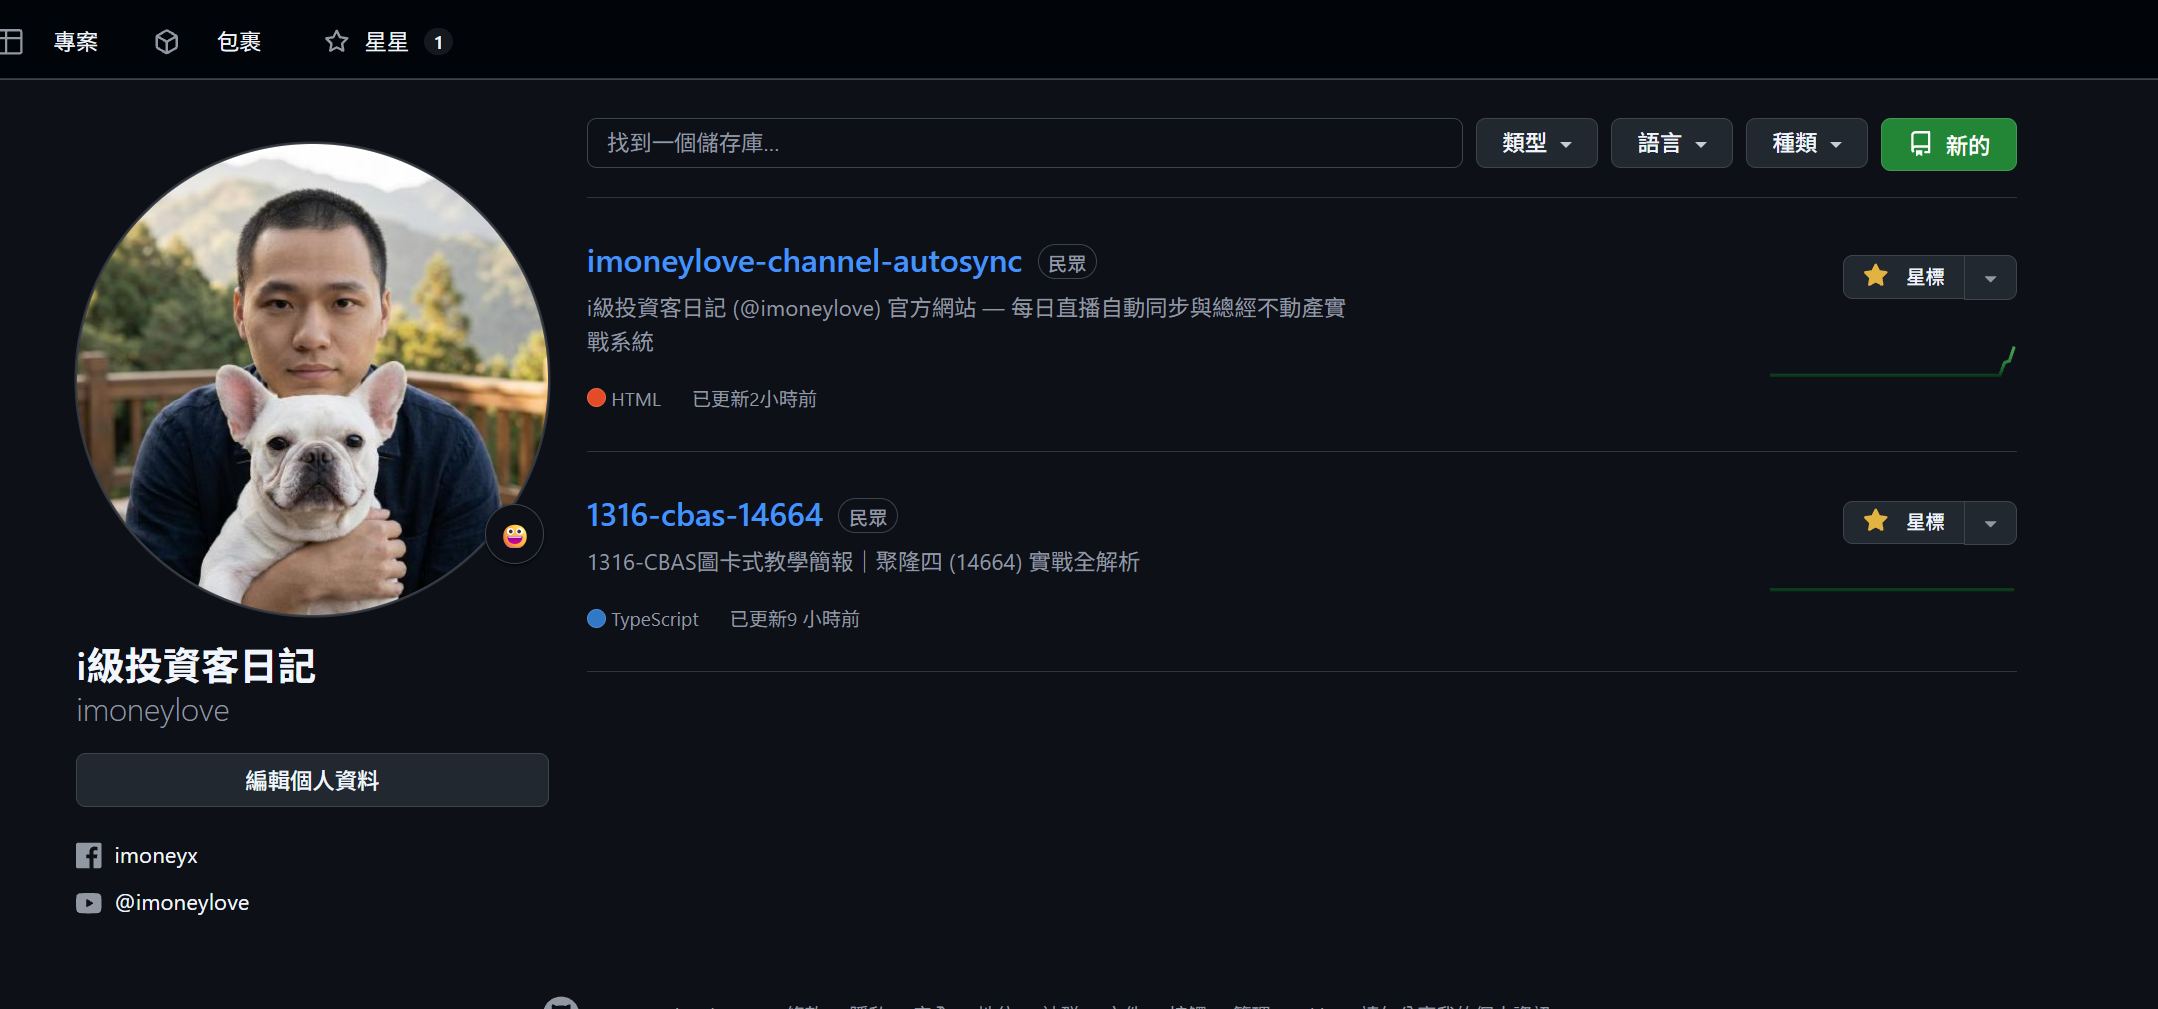 專案 包裹 星星 1
找到一個儲存庫... 類型 語言 種類 新的
imoneylove-channel-autosync 民眾
星標
i級投資客日記 (@imoneylove) 官方網站 — 每日直播自動同步與總經不動產實
戰系統
HTML 已更新2小時前
1316-cbas-14664 民眾
星標
1316-CBAS圖卡式教學簡報｜聚隆四 (14664) 實戰全解析
TypeScript 已更新9 小時前
i級投資客日記
imoneylove
編輯個人資料
imoneyx
@imoneylove